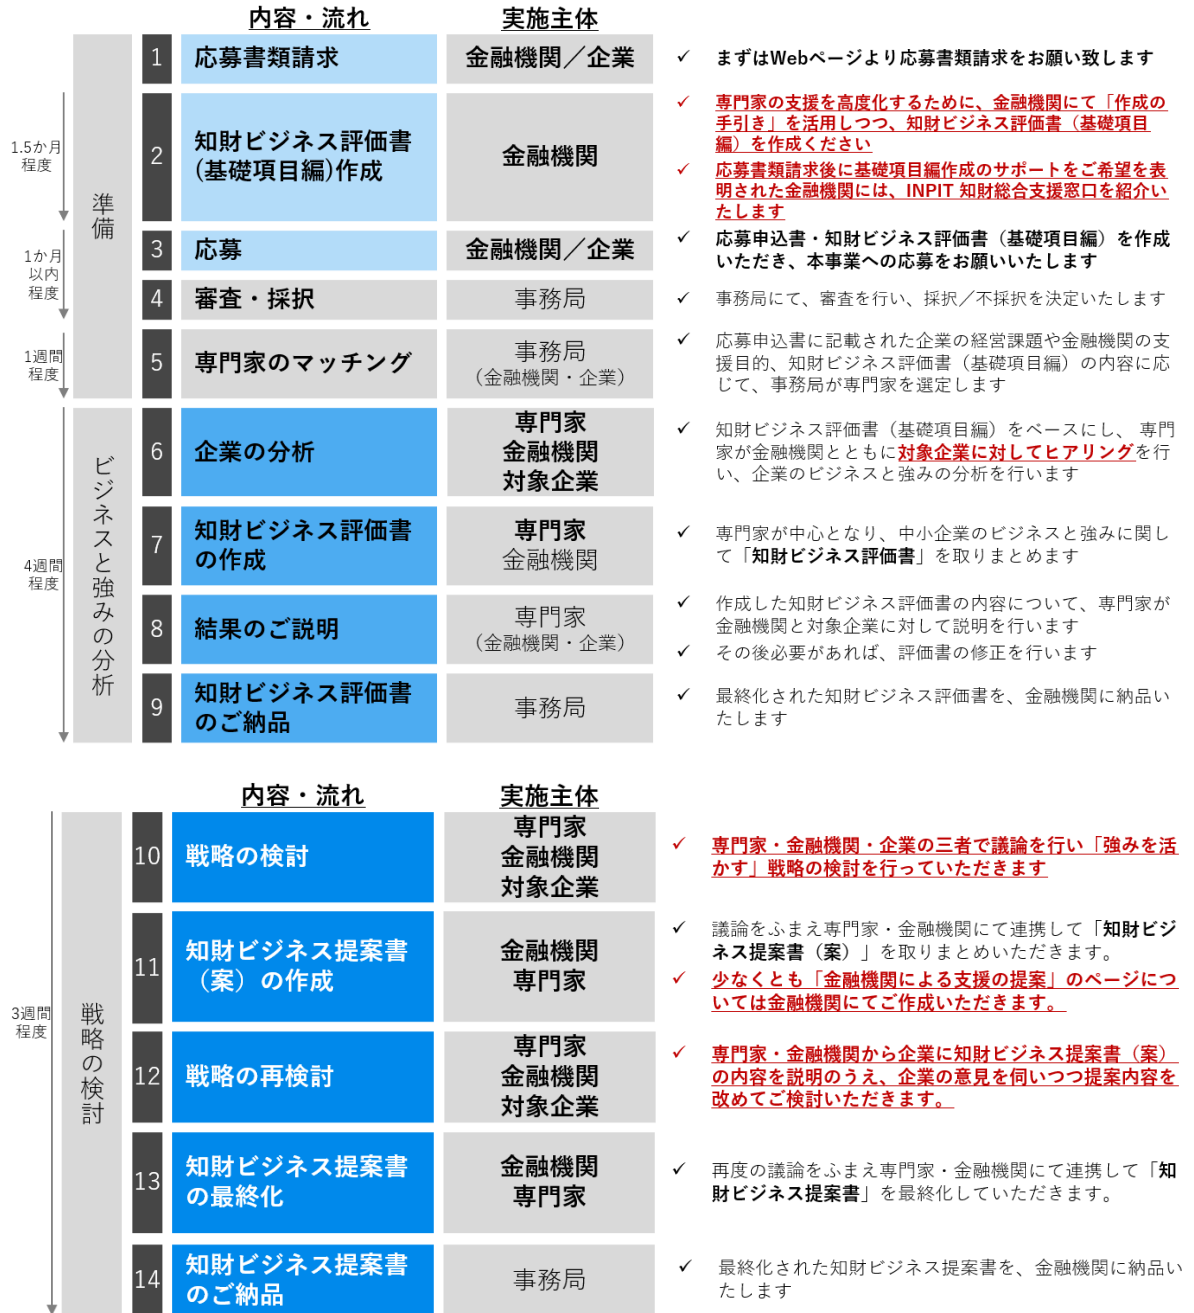 内容・流れ
実施主体
準備
1.5か月
程度
1か月
以内
程度
1週間
程度
1
応募書類請求
金融機関／企業
✓ まずはWebページより応募書類請求をお願い致します
2
知財ビジネス評価書
(基礎項目編)作成
金融機関
✓ 専門家の支援を高度化するために、金融機関にて「作成の
手引き」を活用しつつ、知財ビジネス評価書（基礎項目
編）を作成ください
✓ 応募書類請求後に基礎項目編作成のサポートをご希望を表
明された金融機関には、INPIT 知財総合支援窓口を紹介い
たします
3
応募
金融機関／企業
✓ 応募申込書・知財ビジネス評価書（基礎項目編）を作成
いただき、本事業への応募をお願いいたします
4
審査・採択
事務局
✓ 事務局にて、審査を行い、採択／不採択を決定いたします
5
専門家のマッチング
事務局
（金融機関・企業）
✓ 応募申込書に記載された企業の経営課題や金融機関の支
援目的、知財ビジネス評価書（基礎項目編）の内容に応
じて、事務局が専門家を選定します
ビジネスと強みの分析
4週間
程度
6
企業の分析
専門家
金融機関
対象企業
✓ 知財ビジネス評価書（基礎項目編）をベースにし、 専門
家が金融機関とともに対象企業に対してヒアリングを行
い、企業のビジネスと強みの分析を行います
7
知財ビジネス評価書
の作成
専門家
金融機関
✓ 専門家が中心となり、中小企業のビジネスと強みに関し
て「知財ビジネス評価書」を取りまとめます
8
結果のご説明
専門家
（金融機関・企業）
✓ 作成した知財ビジネス評価書の内容について、専門家が
金融機関と対象企業に対して説明を行います
✓ その後必要があれば、評価書の修正を行います
9
知財ビジネス評価書
のご納品
事務局
✓ 最終化された知財ビジネス評価書を、金融機関に納品い
たします
内容・流れ
実施主体
戦略の検討
3週間
程度
10
戦略の検討
専門家
金融機関
対象企業
✓ 専門家・金融機関・企業の三者で議論を行い「強みを活
かす」戦略の検討を行っていただきます
11
知財ビジネス提案書
（案）の作成
金融機関
専門家
✓ 議論をふまえ専門家・金融機関にて連携して「知財ビジ
ネス提案書（案）」を取りまとめいただきます。
✓ 少なくとも「金融機関による支援の提案」のページにつ
いては金融機関にてご作成いただきます。
12
戦略の再検討
専門家
金融機関
対象企業
✓ 専門家・金融機関から企業に知財ビジネス提案書（案）
の内容を説明のうえ、企業の意見を伺いつつ提案内容を
改めてご検討いただきます。
13
知財ビジネス提案書
の最終化
金融機関
専門家
✓ 再度の議論をふまえ専門家・金融機関にて連携して「知
財ビジネス提案書」を最終化していただきます。
14
知財ビジネス提案書
のご納品
事務局
✓ 最終化された知財ビジネス提案書を、金融機関に納品い
たします